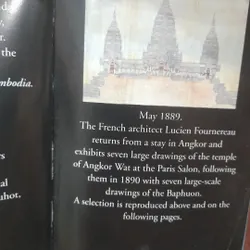 r.
the
mbodia.
s
al
uhot.
May 1889.
The French architect Lucien Fournereau
returns from a stay in Angkor and
exhibits seven large drawings of the temple
of Angkor Wat at the Paris Salon, following
them in 1890 with seven large-scale
drawings of the Baphuon.
A selection is reproduced above and on the
following pages.